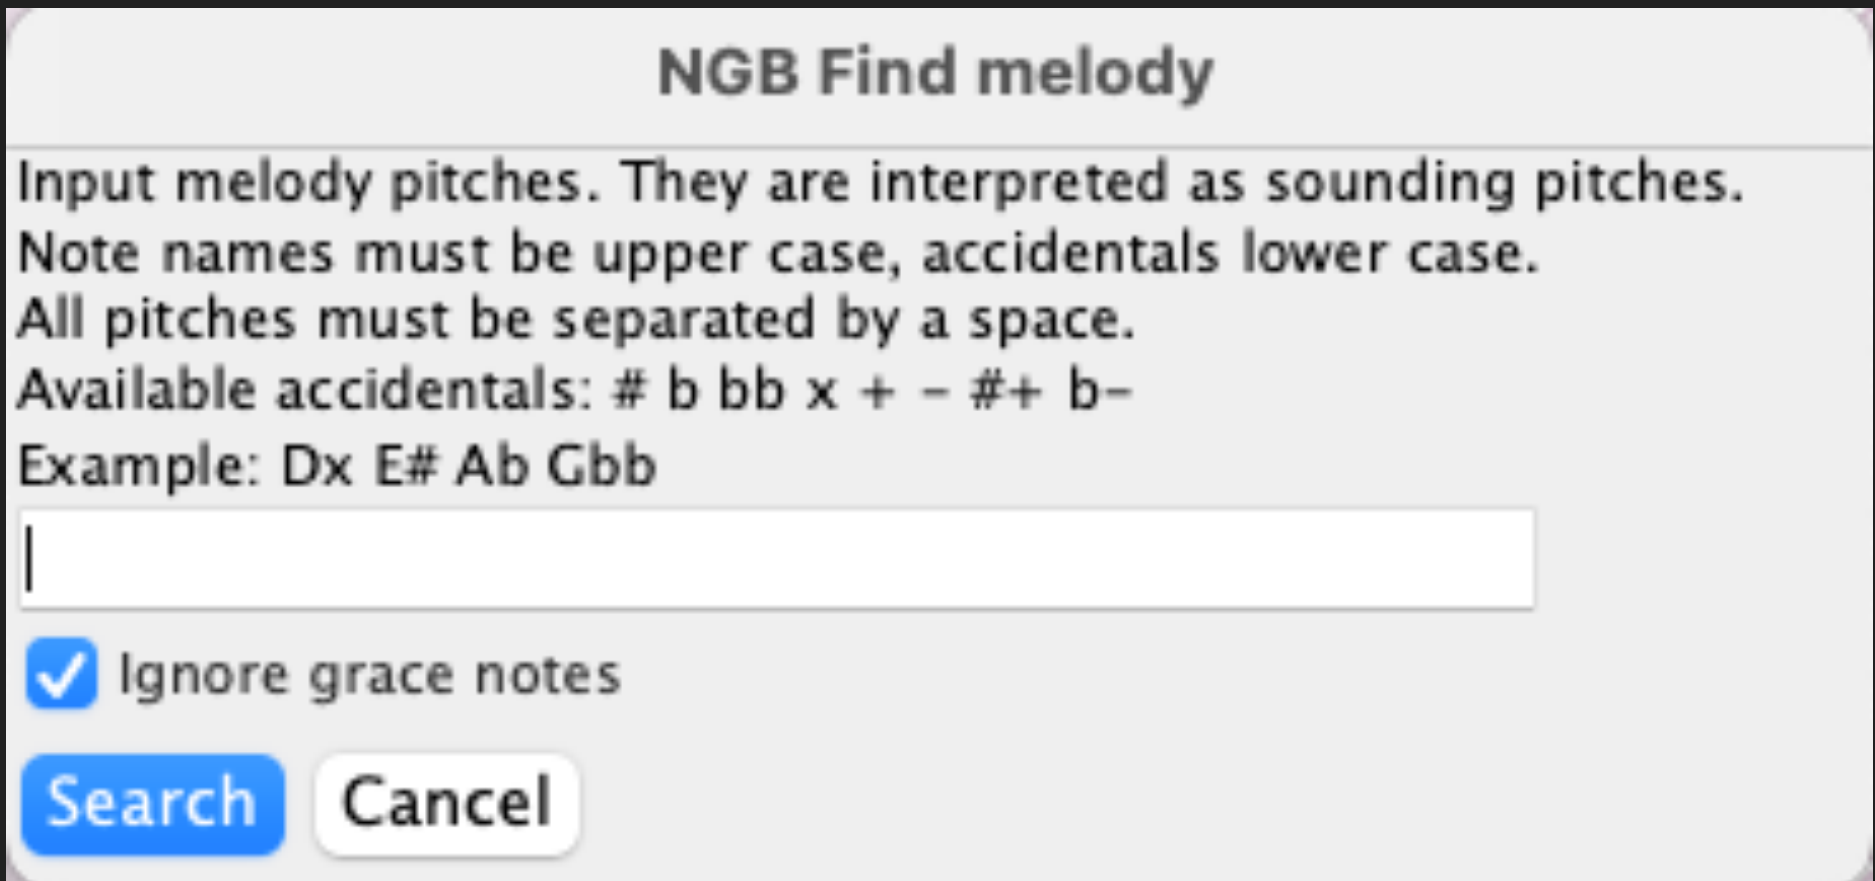 NGB Find melody
Input melody pitches. They are interpreted as sounding pitches.
Note names must be upper case, accidentals lower case.
All pitches must be separated by a space.
Available accidentals: # b bb x + - #+ b-
Example: Dx E# Ab Gbb
Ignore grace notes
Search Cancel